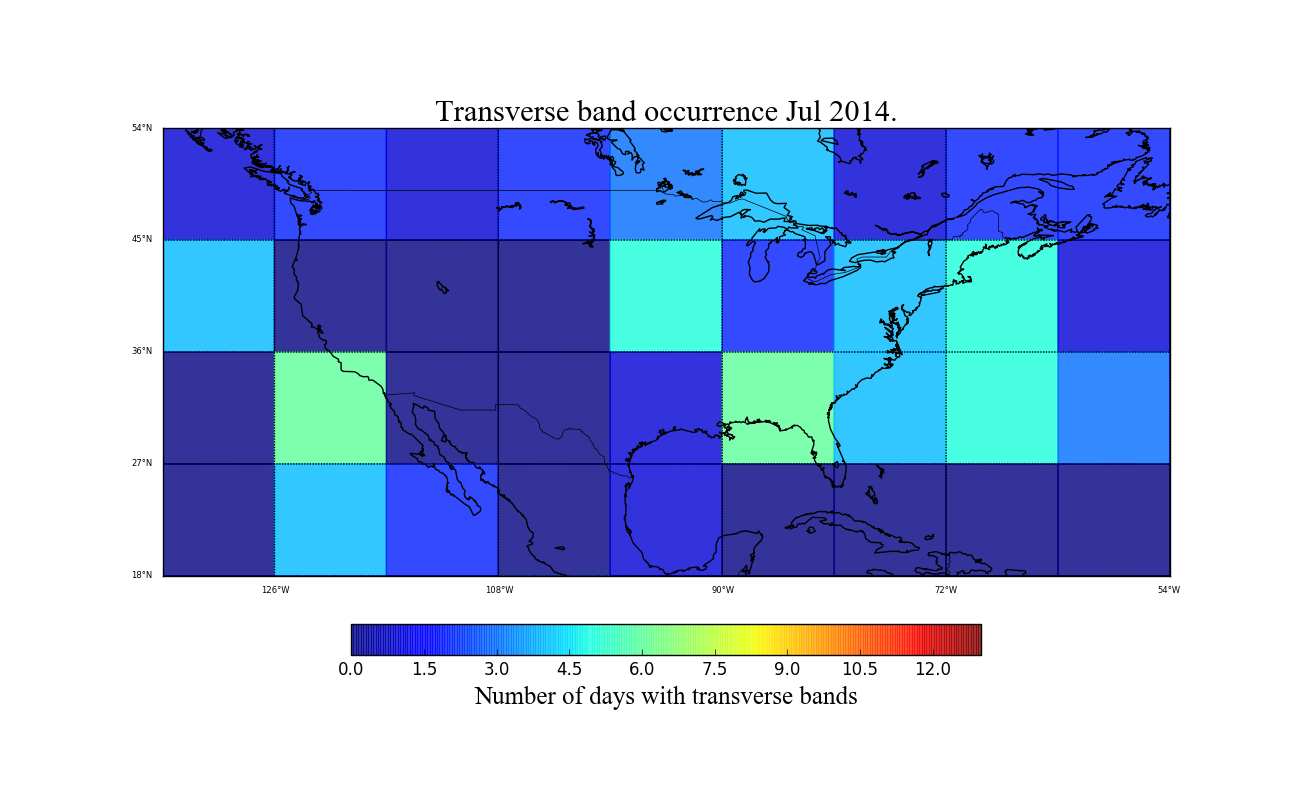 Transverse band occurrence Jul 2014.
54°N
45°N
36°N
27°N
18°N
126°W 108°W 90°W 72°W 54°W
0.0 1.5 3.0 4.5 6.0 7.5 9.0 10.5 12.0
Number of days with transverse bands